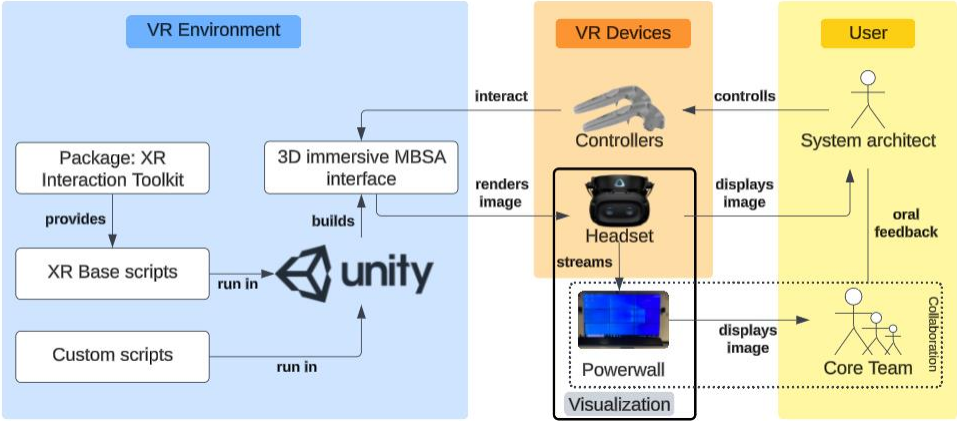 VR Environment
VR Devices
User
interact
controlls
Controllers
System architect
Package: XR
Interaction Toolkit
3D immersive MBSA
interface
renders
image
displays
image
provides
builds
Headset
oral
feedback
XR Base scripts
run in
unity
streams
Custom scripts
run in
displays
image
Powerwall
Core Team
Collaboration
Visualization